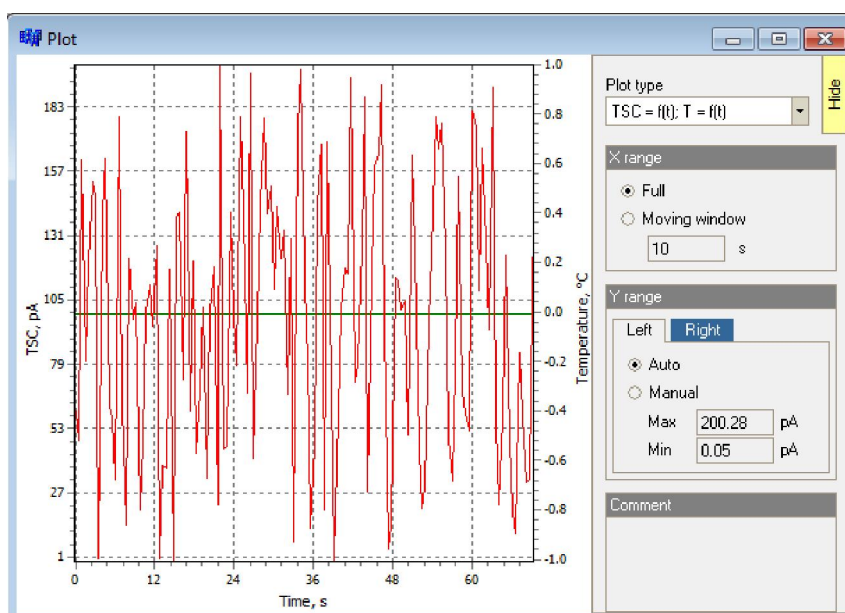 Plot
Hide
TSC, pA
183
157
131
105
79
53
27
1
0
12
24
36
48
60
Time, s
1.0
0.8
0.6
0.4
0.2
0.0
-0.2
-0.4
-0.6
-0.8
-1.0
Temperature, °C
Plot type
TSC = f(t); T = f(t)
X range
Full
Moving window
10 s
Y range
Left Right
Auto
Manual
Max 200.28 pA
Min 0.05 pA
Comment